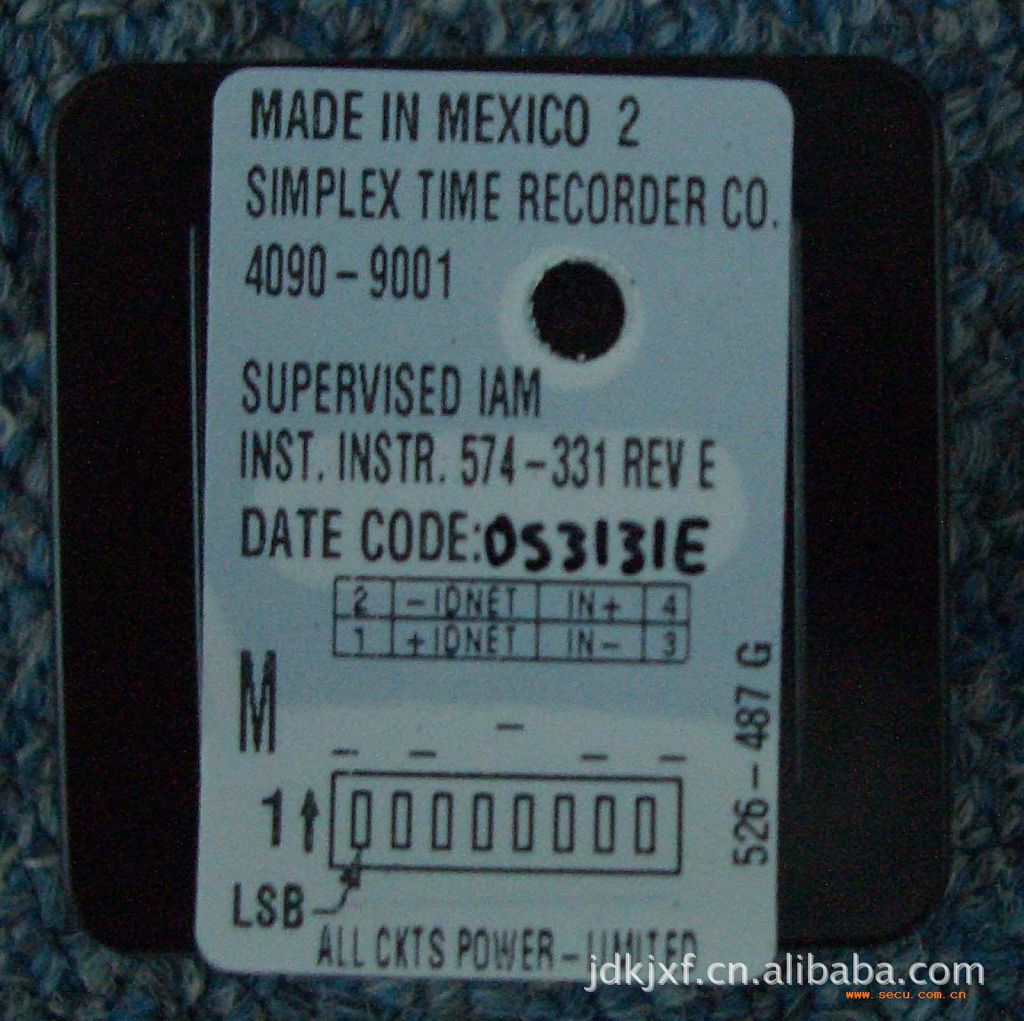 MADE IN MEXICO 2
SIMPLEX TIME RECORDER CO.
4090-9001
SUPERVISED IAM
INST. INSTR. 574-331 REV E
DATE CODE:0S3131E
2 -IDNET IN+ 4
1 +IDNET IN- 3
M
1
LSB
ALL CKTS POWER-LIMITED
526-487 G
jdkjxf.cn.alibaba.com
www.secu.com.cn